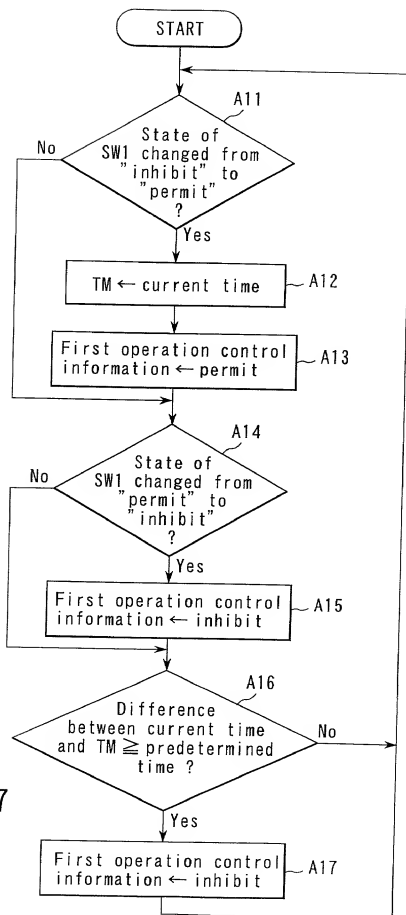 START
A11
State of
SW1 changed from
"inhibit" to
"permit"
?
No
Yes
TM ← current time
A12
First operation control
information ← permit
A13
A14
State of
SW1 changed from
"permit" to
"inhibit"
?
No
Yes
First operation control
information ← inhibit
A15
A16
Difference
between current time
and TM ≧ predetermined
time ?
No
Yes
7
First operation control
information ← inhibit
A17